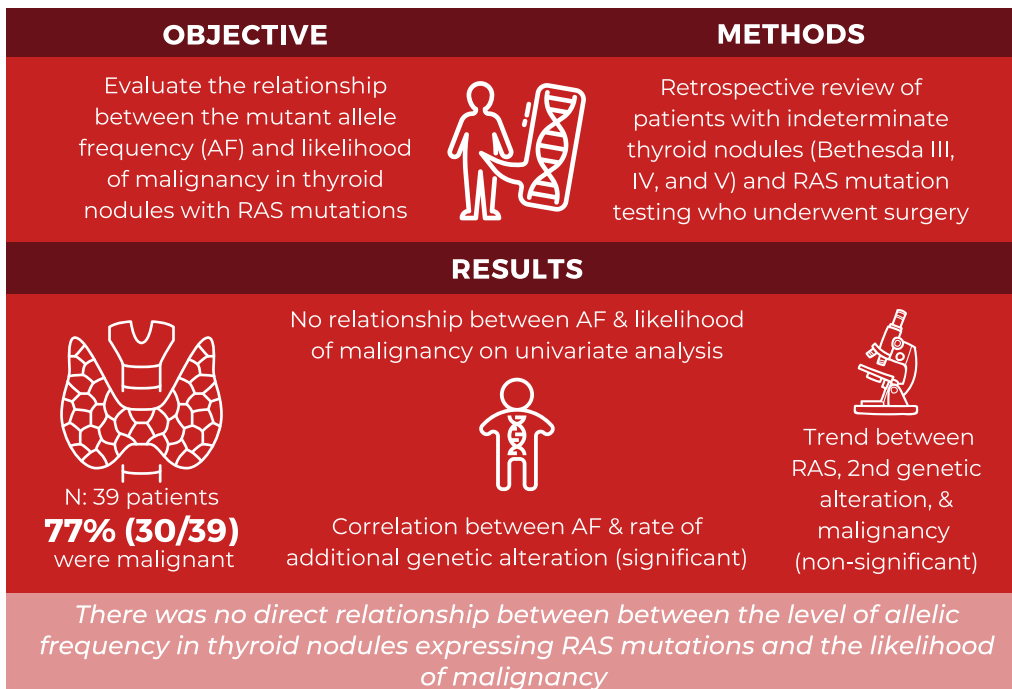 OBJECTIVE
Evaluate the relationship
between the mutant allele
frequency (AF) and likelihood
of malignancy in thyroid
nodules with RAS mutations
METHODS
Retrospective review of
patients with indeterminate
thyroid nodules (Bethesda III,
IV, and V) and RAS mutation
testing who underwent surgery
RESULTS
N: 39 patients
77% (30/39)
were malignant
No relationship between AF & likelihood
of malignancy on univariate analysis
Correlation between AF & rate of
additional genetic alteration (significant)
Trend between
RAS, 2nd genetic
alteration, &
malignancy
(non-significant)
There was no direct relationship between between the level of allelic
frequency in thyroid nodules expressing RAS mutations and the likelihood
of malignancy